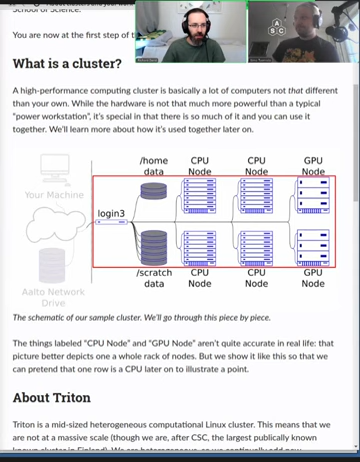 School of Science.
You are now at the first step of t
What is a cluster?
A high-performance computing cluster is basically a lot of computers not that different
than your own. While the hardware is not that much more powerful than a typical
"power workstation", it's special in that there is so much of it and you can use it
together. We'll learn more about how it's used together later on.
/home data
CPU Node
CPU Node
GPU Node
Your Machine
login3
Aalto Network Drive
/scratch data
CPU Node
CPU Node
GPU Node
The schematic of our sample cluster. We'll go through this piece by piece.
The things labeled "CPU Node" and "GPU Node" aren't quite accurate in real life: that
picture better depicts one a whole rack of nodes. But we show it like this so that we
can pretend that one row is a CPU later on to illustrate a point.
About Triton
Triton is a mid-sized heterogeneous computational Linux cluster. This means that we
are not at a massive scale (though we are, after CSC, the largest publically known
A
S C